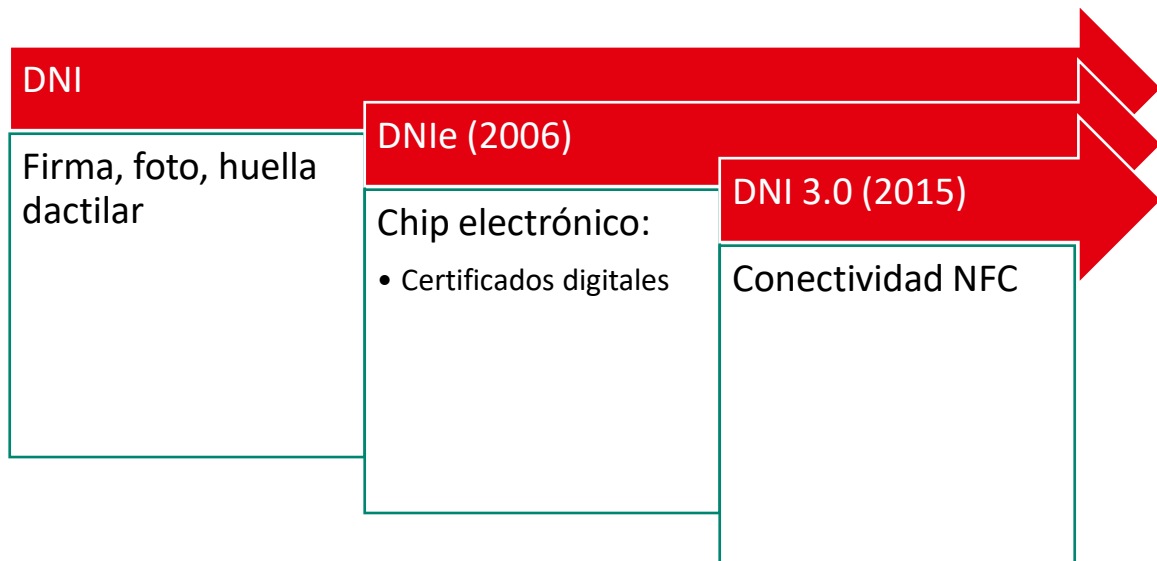 DNI
Firma, foto, huella
dactilar
DNIe (2006)
Chip electrónico:
• Certificados digitales
DNI 3.0 (2015)
Conectividad NFC